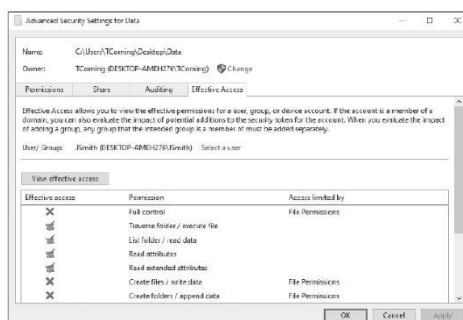 Advanced Security Settings for Data
Name: C:\Users\TCorning\Desktop\Data
Owner: TCorning (DESKTOP-AMEH27I\TCorning) Change
Permissions Share Auditing Effective Access
Effective Access allows you to view the effective permissions for a user, group, or device account. If the account is a member of a
domain, you can also evaluate the impact of potential additions to the security token for the account. When you evaluate the impact
of adding a group, any group that the intended group is a member of must be added separately.
User/ Group: JSmith (DESKTOP-AMEH27I\JSmith) Select a user
View effective access
Effective access Permission Access limited by
Full control File Permissions
Traverse folder / execute file
List folder / read data
Read attributes
Read extended attributes
Create files / write data File Permissions
Create folders / append data File Permissions
OK Cancel Apply